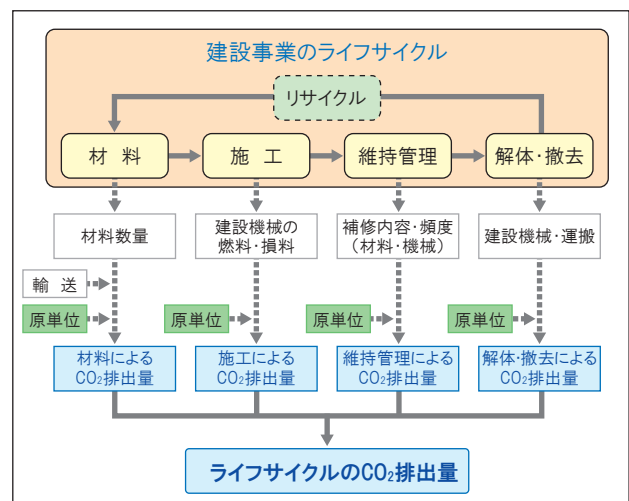 建設事業のライフサイクル
リサイクル
材 料
施 工
維持管理
解体・撤去
材料数量
建設機械の
燃料・損料
補修内容・頻度
（材料・機械）
建設機械・運搬
輸 送
原単位
原単位
原単位
原単位
材料による
CO₂排出量
施工による
CO₂排出量
維持管理による
CO₂排出量
解体・撤去による
CO₂排出量
ライフサイクルのCO₂排出量